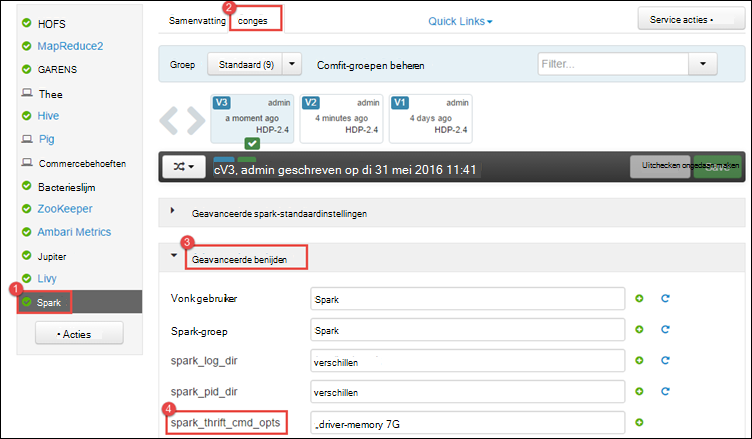 HOFS
MapReduce2
GARENS
Thee
Hive
Pig
Commercebehoeften
Bacterieslijm
ZooKeeper
Ambari Metrics
Jupiter
Livy
1
Spark
• Acties
2
Samenvatting conges Quick Links Service acties •
Groep Standaard (9) Comfit-groepen beheren Filter...
V3 admin
a moment ago
HDP-2.4
V2 admin
4 minutes ago
HDP-2.4
V1 admin
4 days ago
HDP-2.4
cV3, admin geschreven op di 31 mei 2016 11:41 Uitchecken ongedaan maken Save
Geavanceerde spark-standaardinstellingen
3
Geavanceerde benijden
Vonk gebruiker Spark
Spark-groep Spark
spark_log_dir verschillen
spark_pid_dir verschillen
4
spark_thrift_cmd_opts „driver-memory 7G